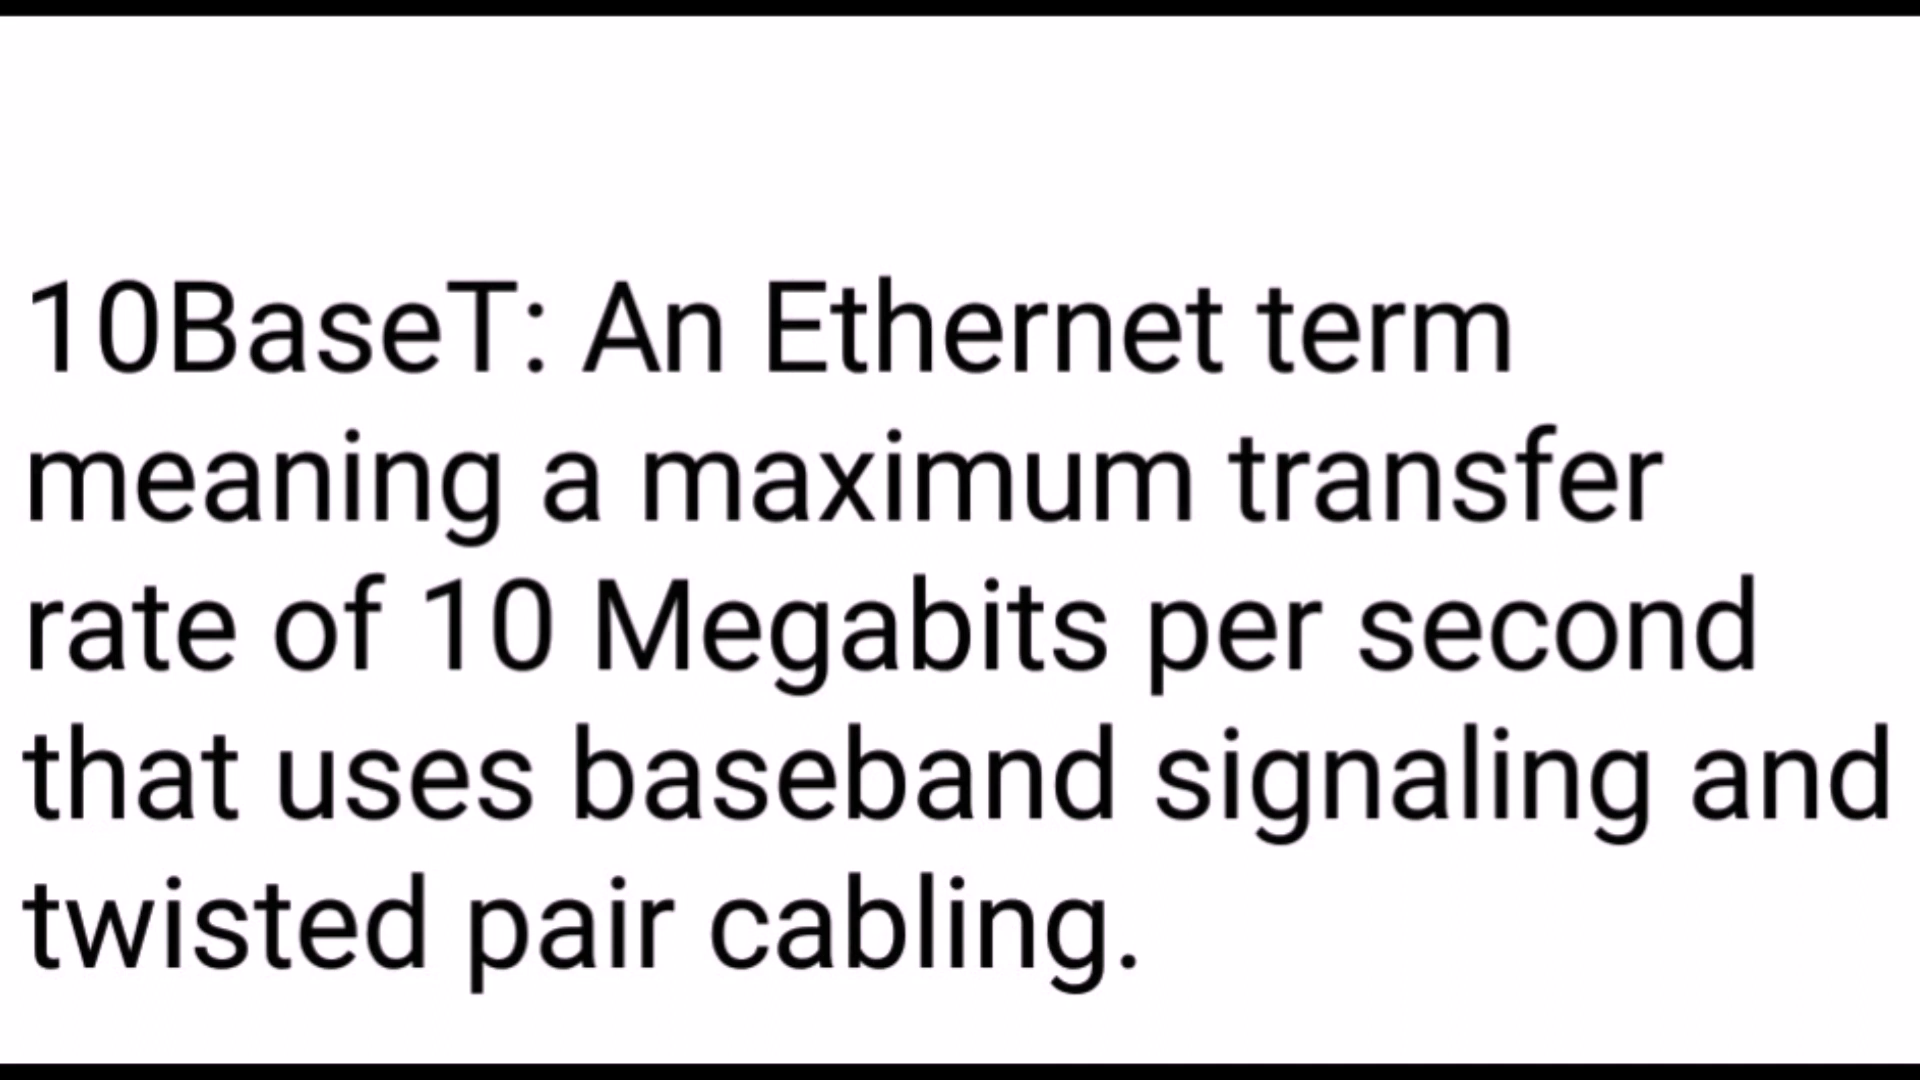 10BaseT: An Ethernet term
meaning a maximum transfer
rate of 10 Megabits per second
that uses baseband signaling and
twisted pair cabling.